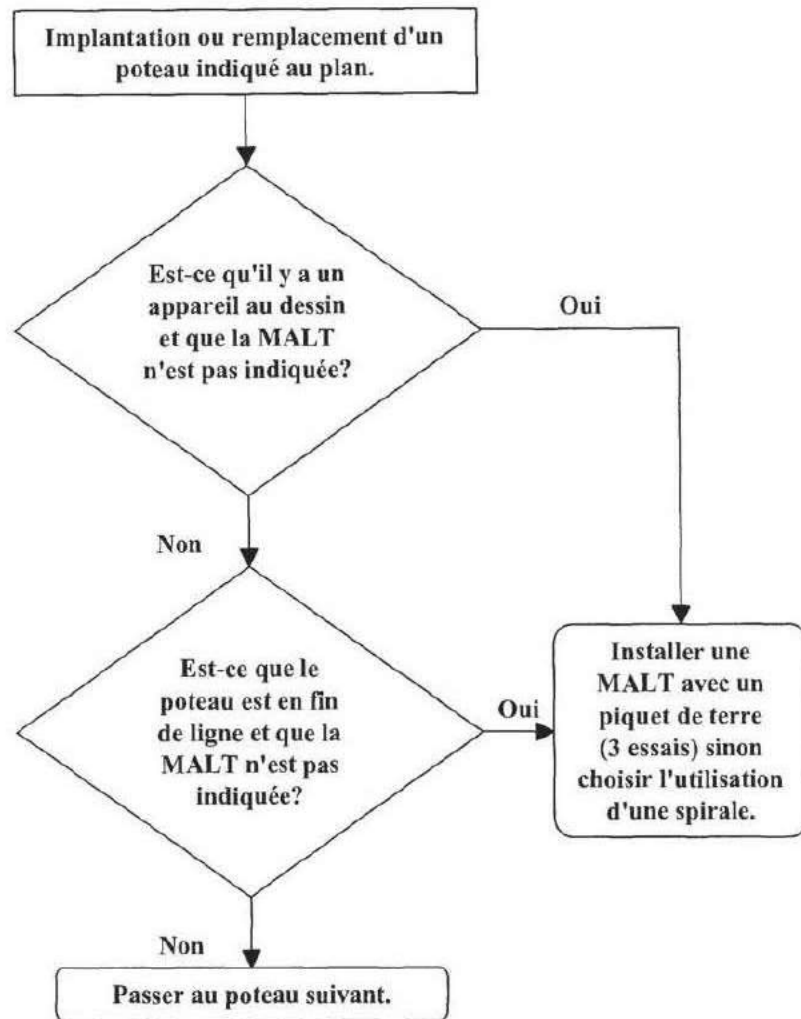 Implantation ou remplacement d'un
poteau indiqué au plan.
Est-ce qu'il y a un
appareil au dessin
et que la MALT
n'est pas indiquée?
Oui
Non
Est-ce que le
poteau est en fin
de ligne et que la
MALT n'est pas
indiquée?
Oui
Installer une
MALT avec un
piquet de terre
(3 essais) sinon
choisir l'utilisation
d'une spirale.
Non
Passer au poteau suivant.